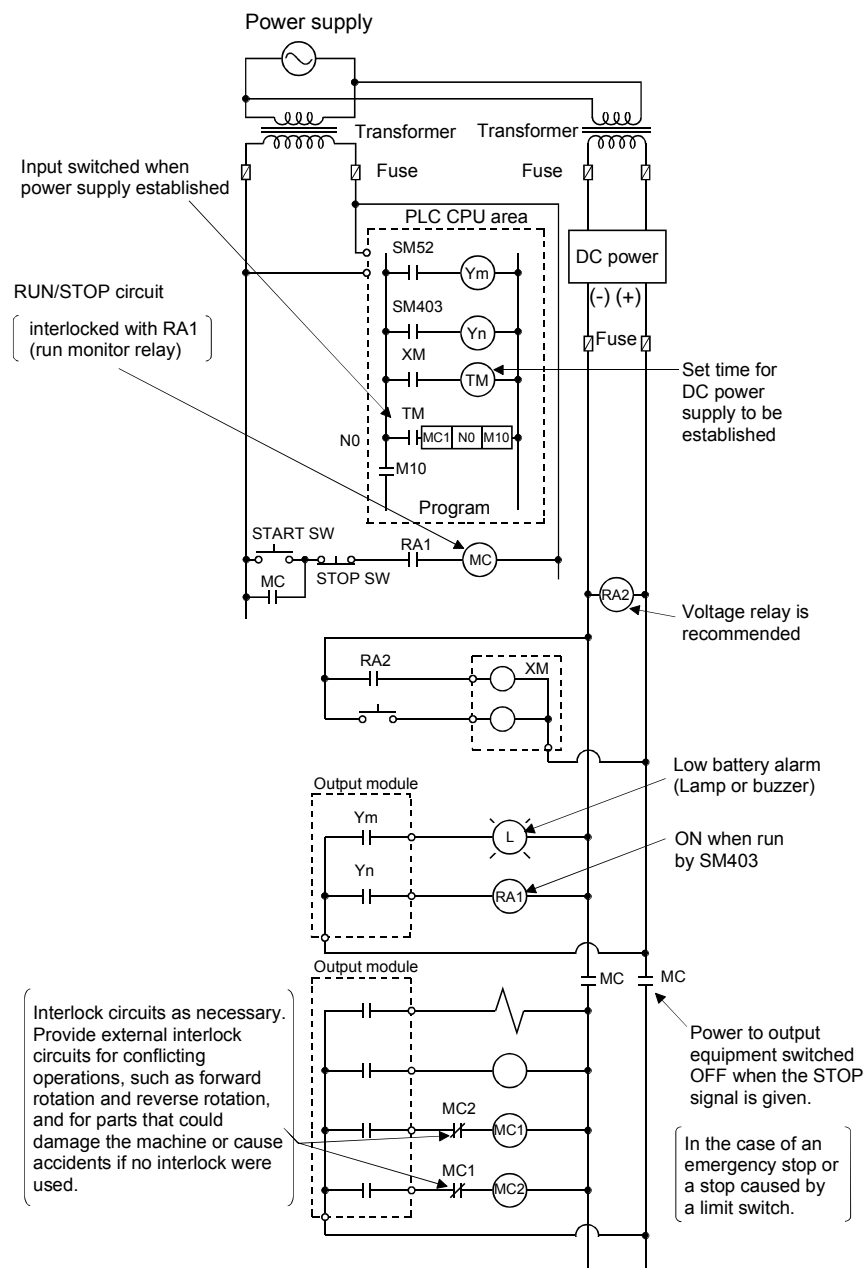 Power supply
Transformer
Transformer
Input switched when
power supply established
Fuse
Fuse
PLC CPU area
SM52
Ym
DC power
(-) (+)
RUN/STOP circuit
interlocked with RA1
(run monitor relay)
SM403
Yn
Fuse
XM
TM
Set time for
DC power
supply to be
established
TM
N0
MC1 N0 M10
M10
Program
START SW
RA1
MC
STOP SW
MC
RA2
Voltage relay is
recommended
RA2
XM
Low battery alarm
(Lamp or buzzer)
Output module
Ym
L
ON when run
by SM403
Yn
RA1
Output module
MC
MC
Interlock circuits as necessary.
Provide external interlock
circuits for conflicting
operations, such as forward
rotation and reverse rotation,
and for parts that could
damage the machine or cause
accidents if no interlock were
used.
Power to output
equipment switched
OFF when the STOP
signal is given.
MC2
MC1
MC1
MC2
In the case of an
emergency stop or
a stop caused by
a limit switch.